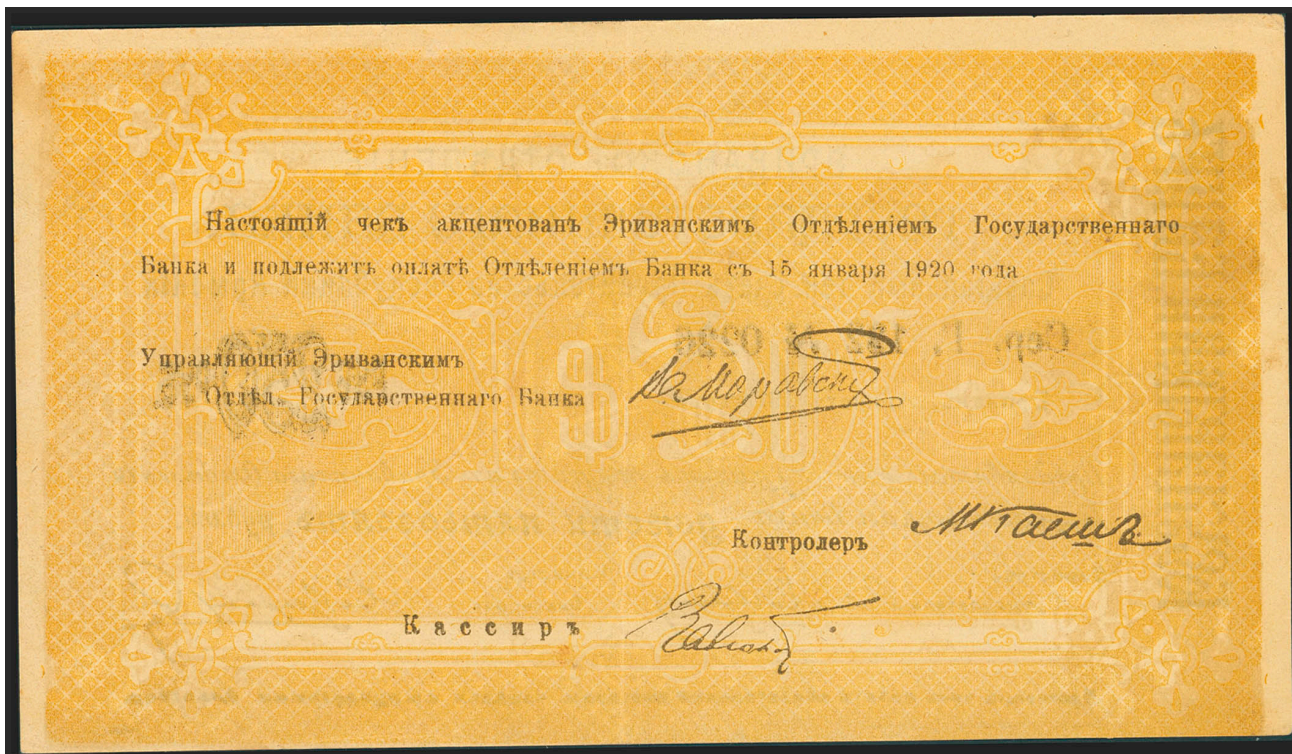 Настоящій чекъ акцептованъ Эриванскимъ Отдѣленіемъ Государственнаго
Банка и подлежитъ оплатѣ Отдѣленіемъ Банка съ 15 января 1920 года
Управляющій Эриванскимъ
Отдѣл. Государственнаго Банка
Контролеръ
Кассиръ